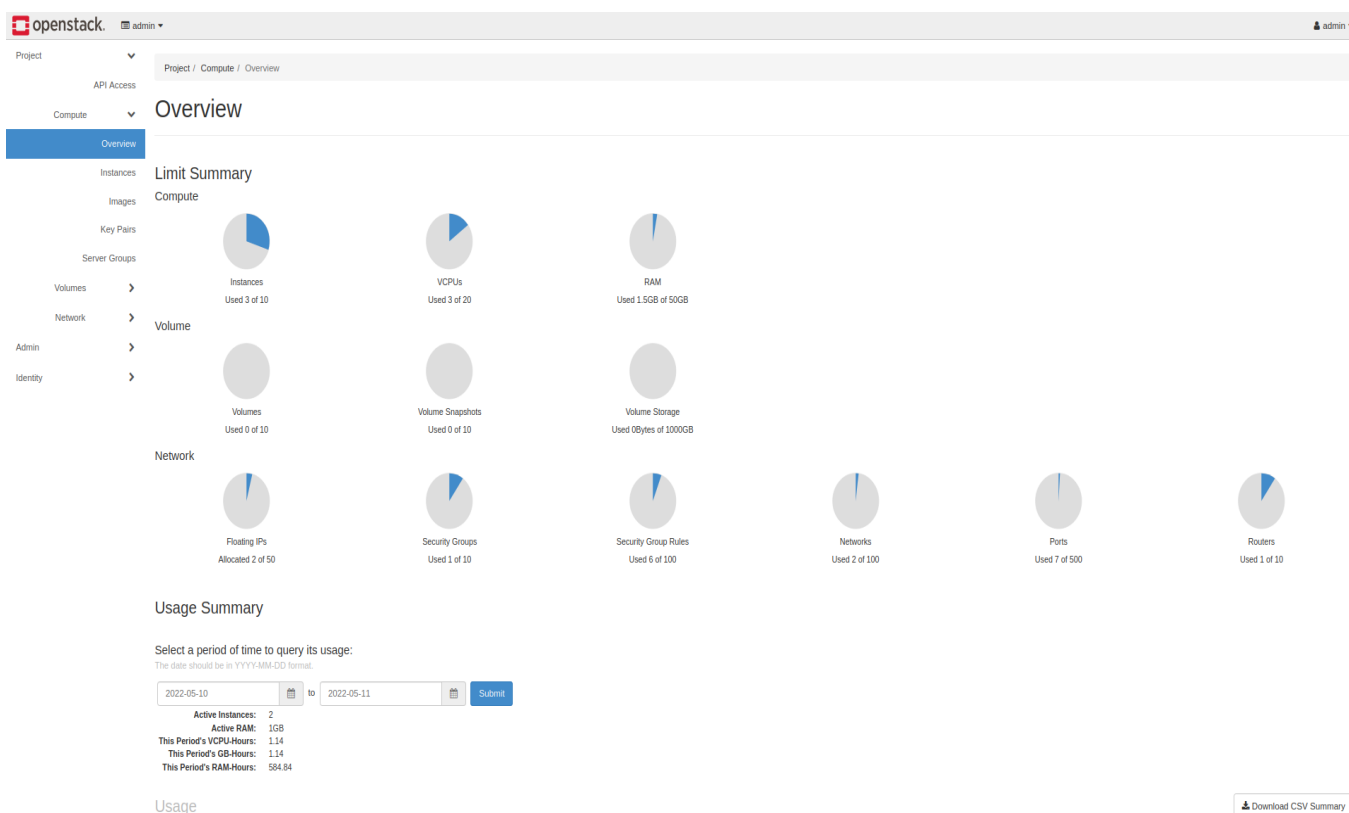 openstack. admin admin
Project
Project / Compute / Overview
API Access
Compute
Overview
Overview
Instances
Images
Key Pairs
Server Groups
Volumes
Network
Admin
Identity
Limit Summary
Compute
Instances VCPUs RAM
Used 3 of 10 Used 3 of 20 Used 1.5GB of 50GB
Volume
Volumes Volume Snapshots Volume Storage
Used 0 of 10 Used 0 of 10 Used 0Bytes of 1000GB
Network
Floating IPs Security Groups Security Group Rules Networks Ports Routers
Allocated 2 of 50 Used 1 of 10 Used 6 of 100 Used 2 of 100 Used 7 of 500 Used 1 of 10
Usage Summary
Select a period of time to query its usage:
The date should be in YYYY-MM-DD format.
2022-05-10 to 2022-05-11 Submit
Active Instances: 2
Active RAM: 1GB
This Period's VCPU-Hours: 1.14
This Period's GB-Hours: 1.14
This Period's RAM-Hours: 584.84
Usage
Download CSV Summary